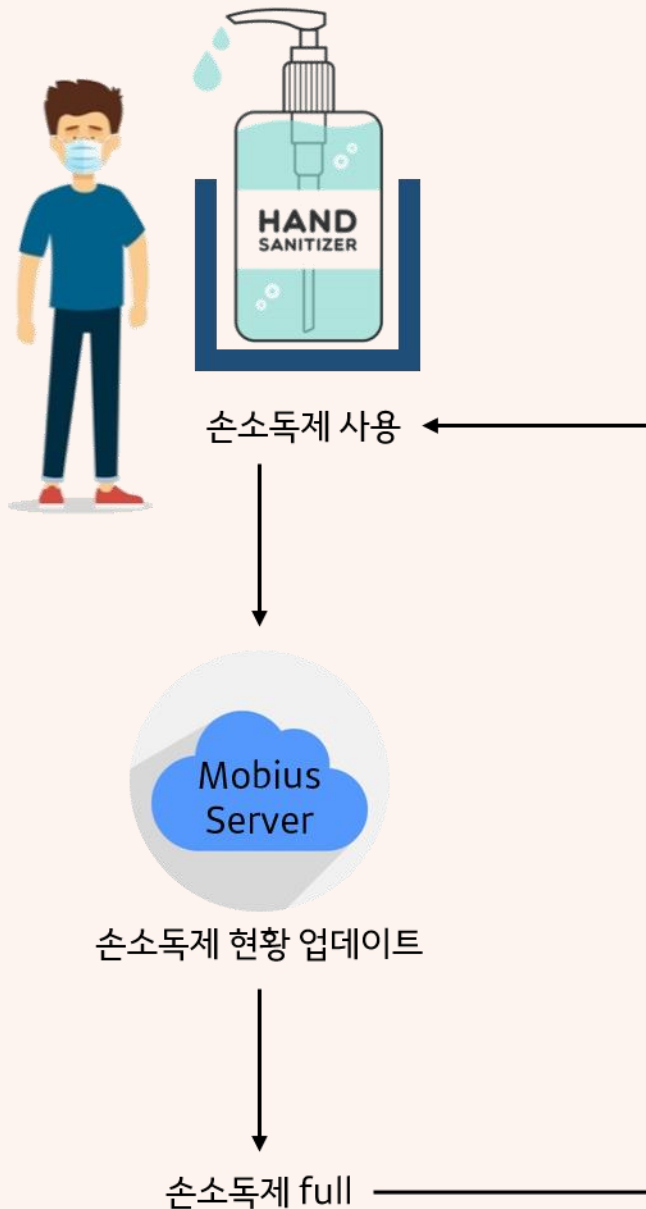 HAND
SANITIZER
손소독제 사용
Mobius
Server
손소독제 현황 업데이트
손소독제 full